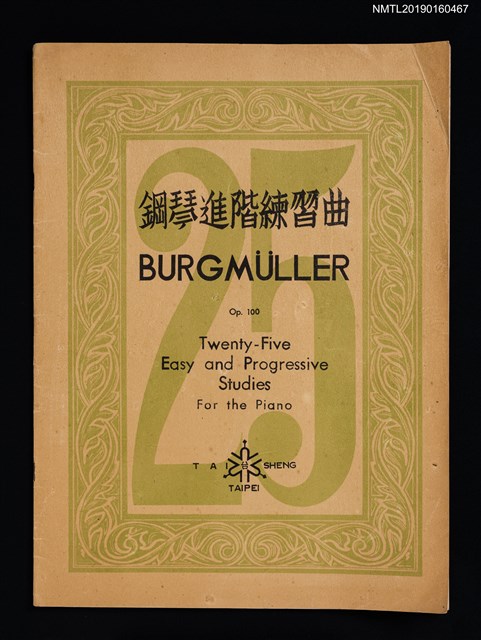 NMTL20190160467
25
鋼琴進階練習曲
BURGMÜLLER
Op. 100
Twenty-Five
Easy and Progressive
Studies
For the Piano
TAI SHENG
TAIPEI